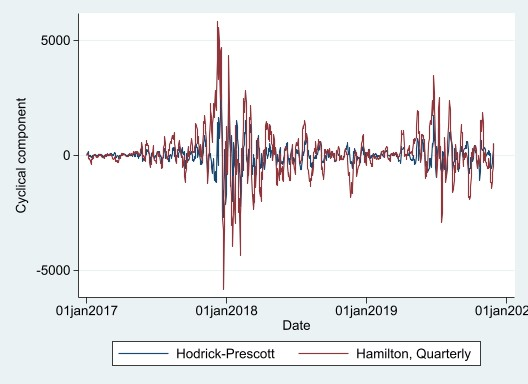 Cyclical component
5000
0
-5000
01jan2017
01jan2018
01jan2019
01jan202
Date
Hodrick-Prescott
Hamilton, Quarterly